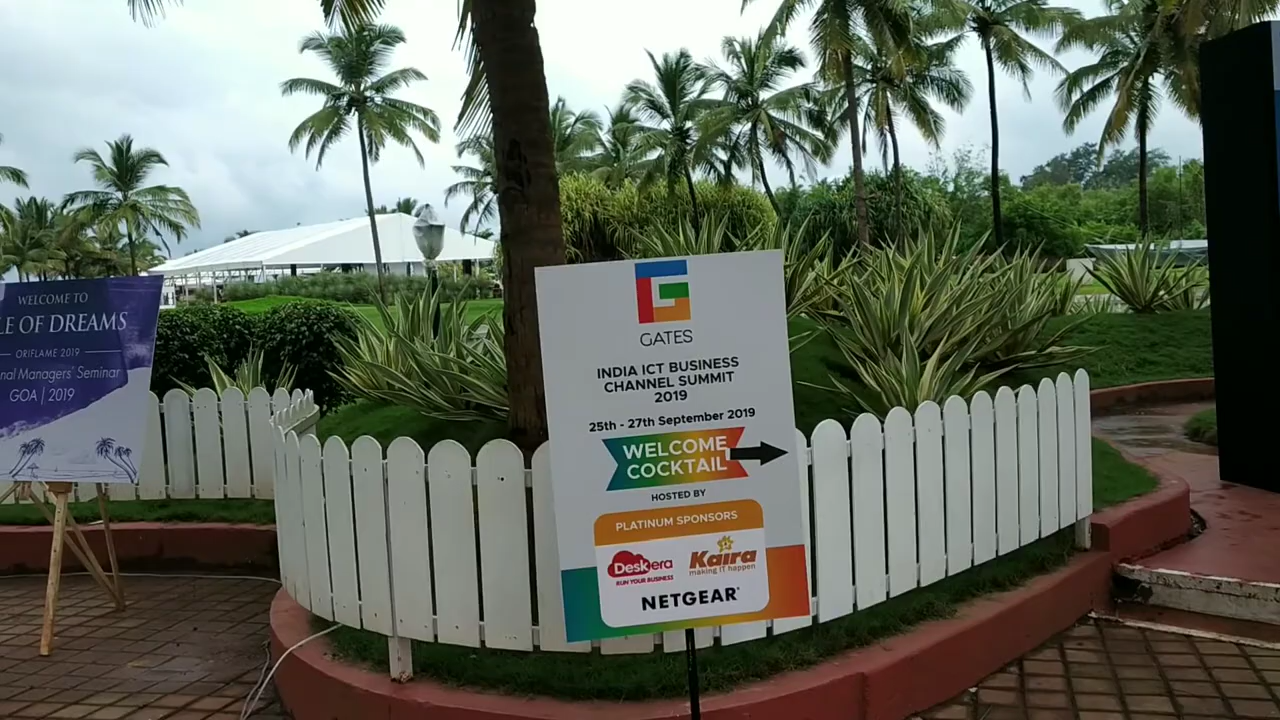 WELCOME TO
LE OF DREAMS
ORIFLAME 2019
nal Managers' Seminar
GOA | 2019
GATES
INDIA ICT BUSINESS
CHANNEL SUMMIT
2019
25th - 27th September 2019
WELCOME
COCKTAIL
HOSTED BY
PLATINUM SPONSORS
Deskera
RUN YOUR BUSINESS
Kaira
making IT happen
NETGEAR